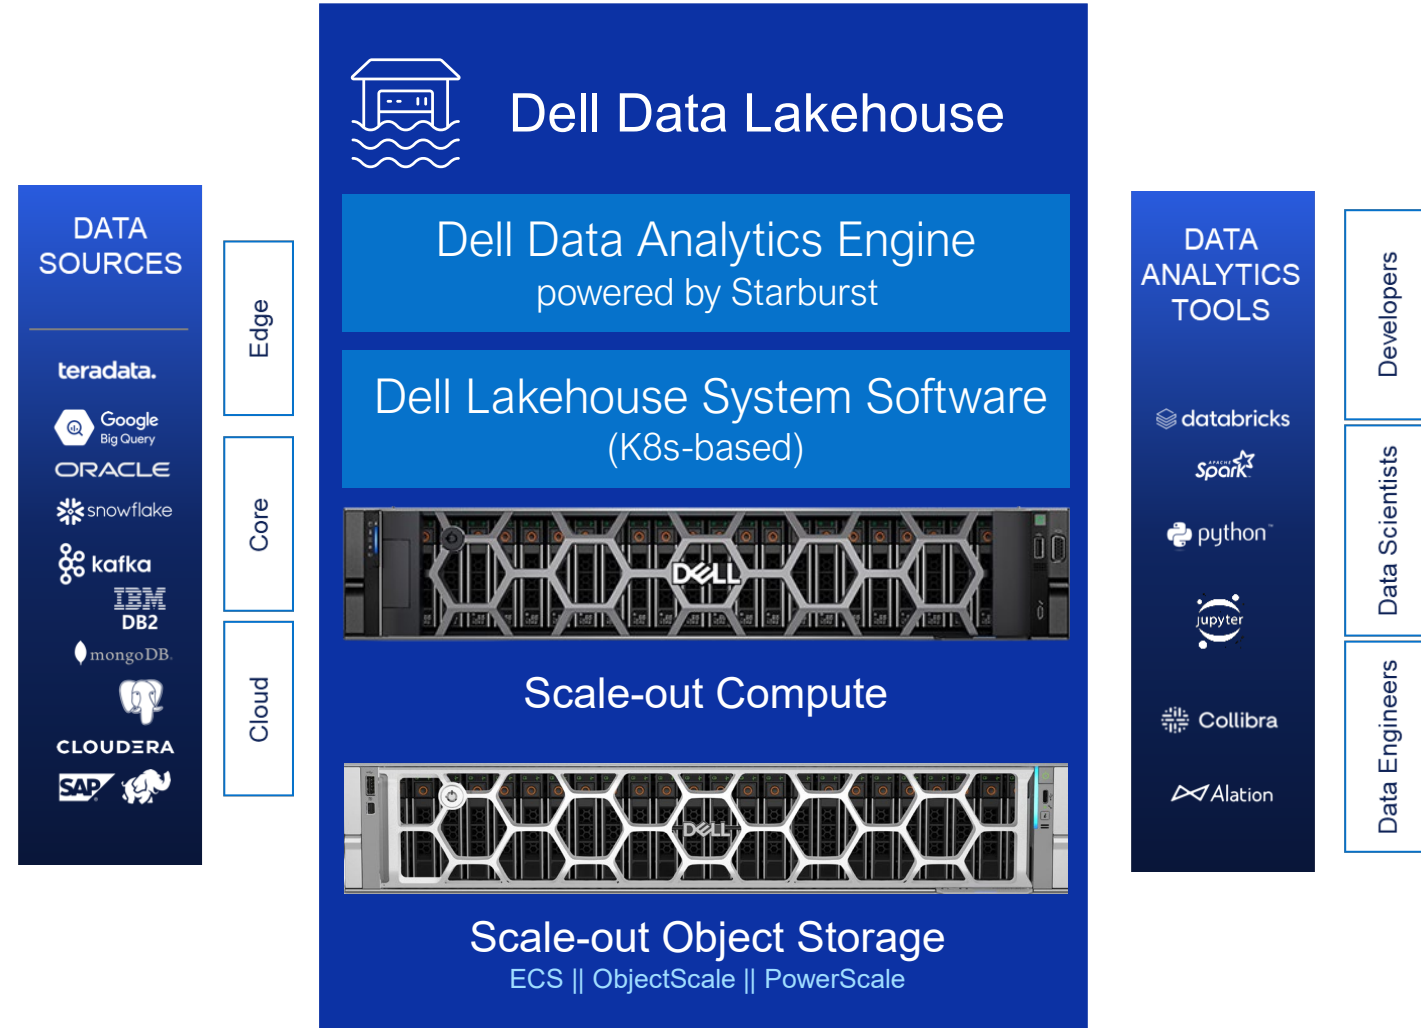 Dell Data Lakehouse
DATA
SOURCES
teradata.
Google
Big Query
ORACLE
snowflake
kafka
IBM
DB2
mongoDB.
CLOUDERA
SAP
Edge
Core
Cloud
Dell Data Analytics Engine
powered by Starburst
Dell Lakehouse System Software
(K8s-based)
DELL
Scale-out Compute
DELL
Scale-out Object Storage
ECS || ObjectScale || PowerScale
DATA
ANALYTICS
TOOLS
databricks
APACHE
Spark
python™
jupyter
Collibra
Alation
Developers
Data Scientists
Data Engineers